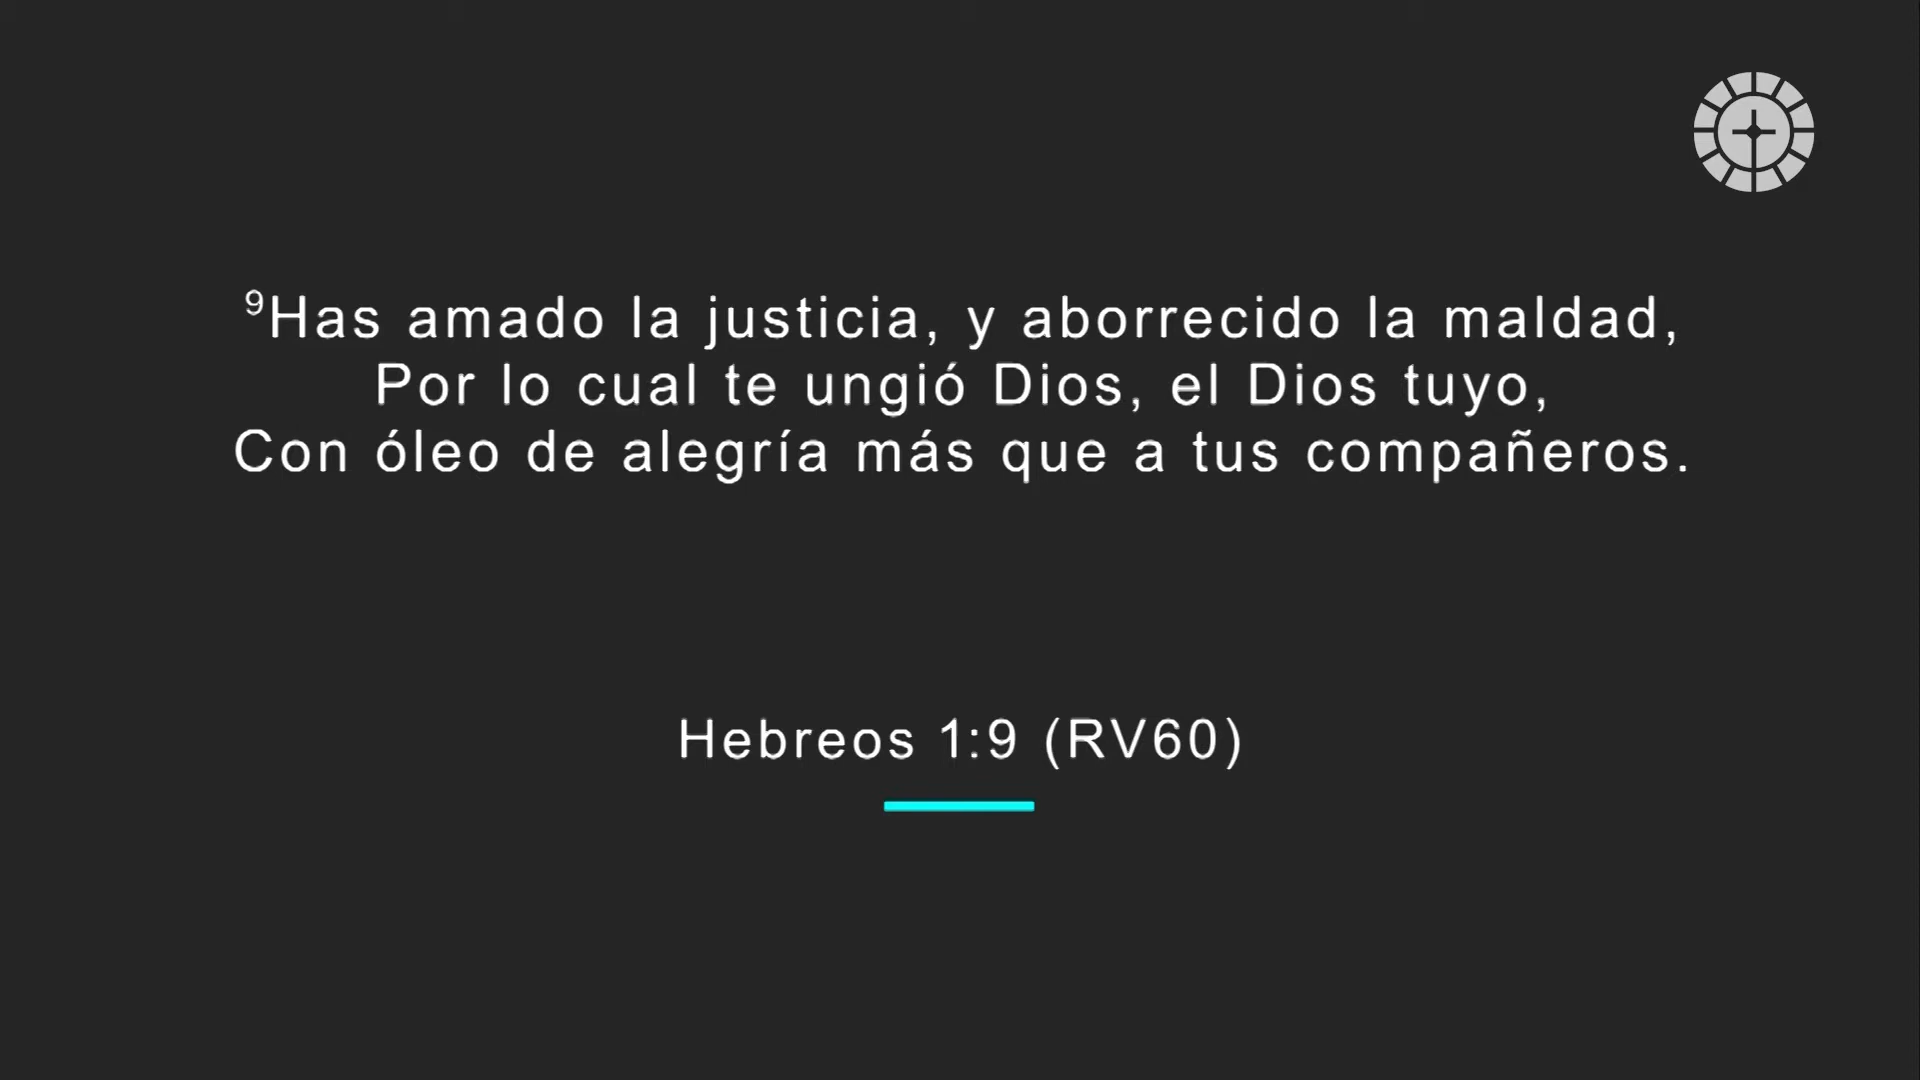 ⁹Has amado la justicia, y aborrecido la maldad,
Por lo cual te ungió Dios, el Dios tuyo,
Con óleo de alegría más que a tus compañeros.
Hebreos 1:9 (RV60)